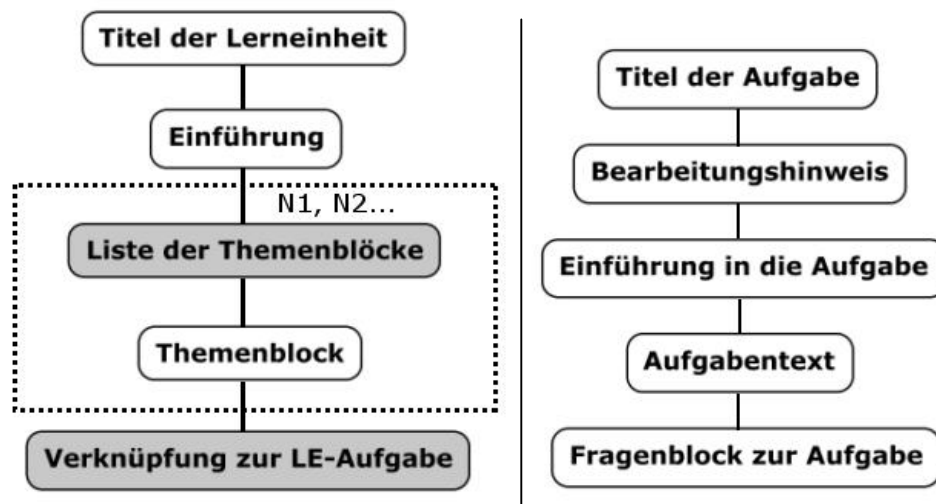 Titel der Lerneinheit
Einführung
N1, N2...
Liste der Themenblöcke
Themenblock
Verknüpfung zur LE-Aufgabe
Titel der Aufgabe
Bearbeitungshinweis
Einführung in die Aufgabe
Aufgabentext
Fragenblock zur Aufgabe